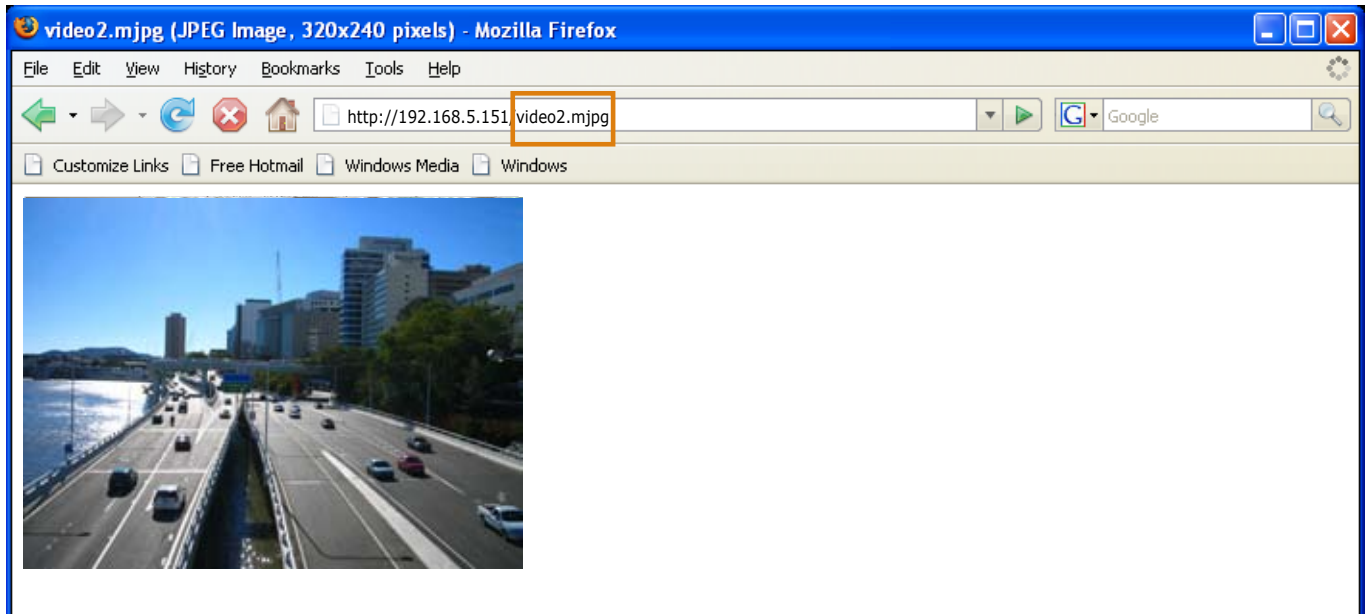 video2.mjpg (JPEG Image, 320x240 pixels) - Mozilla Firefox
File Edit View History Bookmarks Tools Help
http://192.168.5.151/video2.mjpg G Google
Customize Links Free Hotmail Windows Media Windows